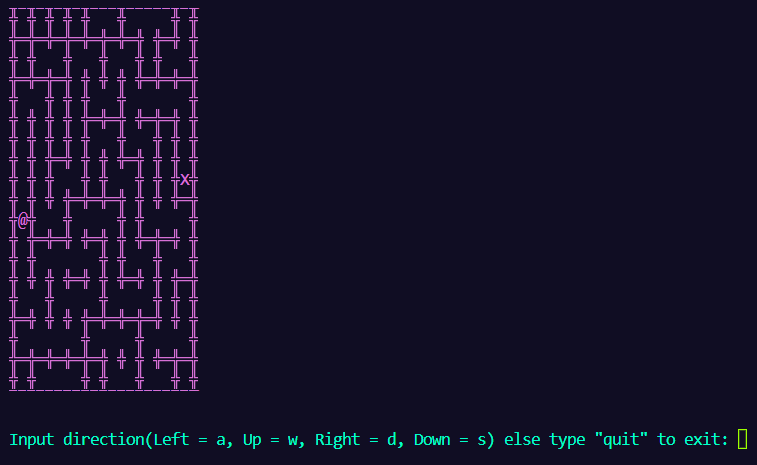 X
@
Input direction(Left = a, Up = w, Right = d, Down = s) else type "quit" to exit: